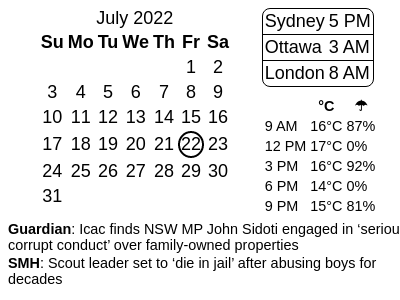 July 2022
Su Mo Tu We Th Fr Sa
1 2
3 4 5 6 7 8 9
10 11 12 13 14 15 16
17 18 19 20 21 22 23
24 25 26 27 28 29 30
31
Sydney 5 PM
Ottawa 3 AM
London 8 AM
°C ☂
9 AM 16°C 87%
12 PM 17°C 0%
3 PM 16°C 92%
6 PM 14°C 0%
9 PM 15°C 81%
Guardian: Icac finds NSW MP John Sidoti engaged in ‘seriou
corrupt conduct’ over family-owned properties
SMH: Scout leader set to ‘die in jail’ after abusing boys for
decades